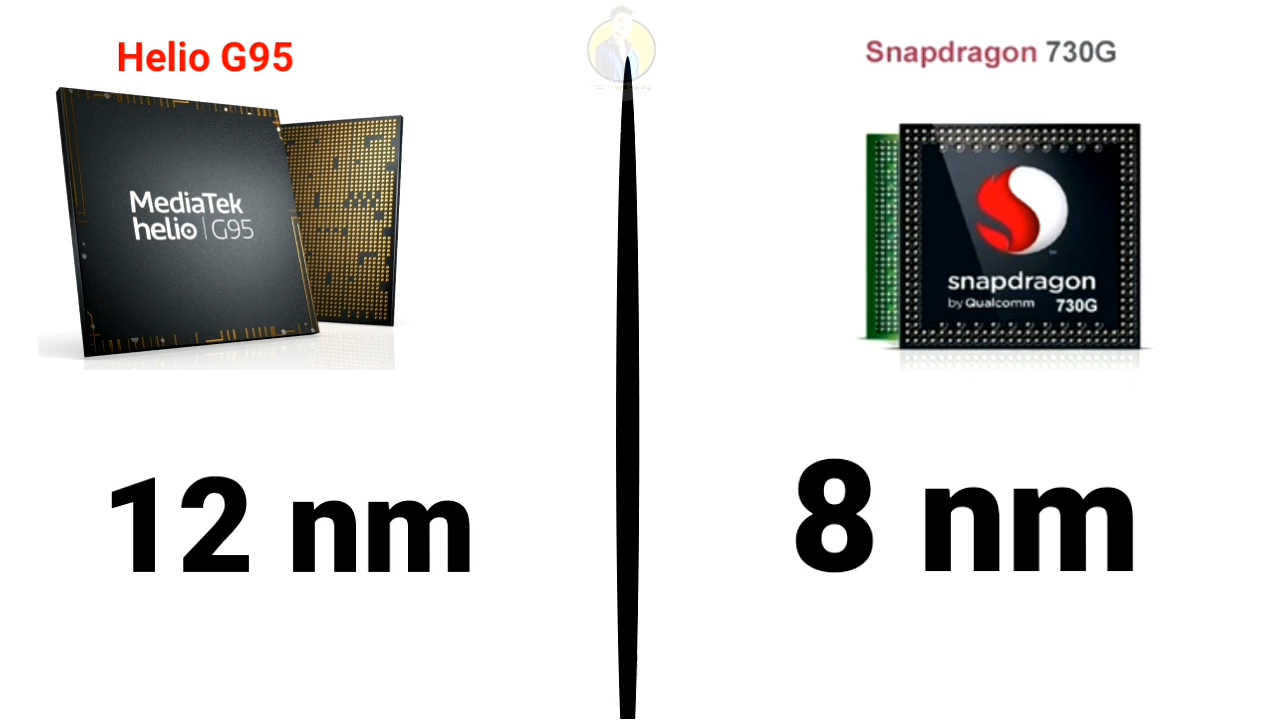 Helio G95
MediaTek
helio | G95
12 nm
Snapdragon 730G
snapdragon
by Qualcomm 730G
8 nm